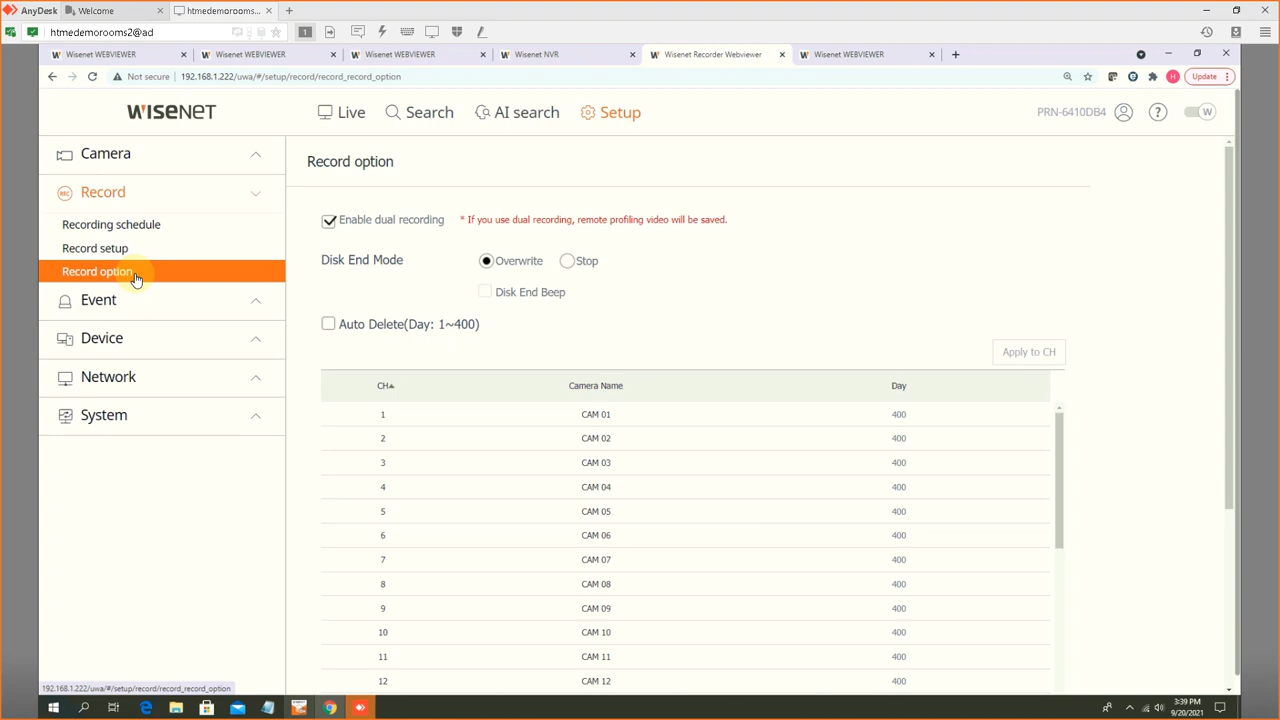 AnyDesk
Welcome
htmedemorooms...
htmedemorooms2@ad
1
Wisenet WEBVIEWER
Wisenet WEBVIEWER
Wisenet WEBVIEWER
Wisenet NVR
Wisenet Recorder Webviewer
Wisenet WEBVIEWER
Not secure
192.168.1.222/uwa/#/setup/record/record_record_option
H
Update
WISENET
Live
Search
AI search
Setup
PRN-6410DB4
?
W
Camera
REC
Record
Recording schedule
Record setup
Record option
Event
Device
Network
System
Record option
Enable dual recording
* If you use dual recording, remote profiling video will be saved.
Disk End Mode
Overwrite
Stop
Disk End Beep
Auto Delete(Day: 1~400)
Apply to CH
CH
Camera Name
Day
1 CAM 01 400
2 CAM 02 400
3 CAM 03 400
4 CAM 04 400
5 CAM 05 400
6 CAM 06 400
7 CAM 07 400
8 CAM 08 400
9 CAM 09 400
10 CAM 10 400
11 CAM 11 400
12 CAM 12 400
192.168.1.222/uwa/#/setup/record/record_record_option
3:39 PM
9/20/2021